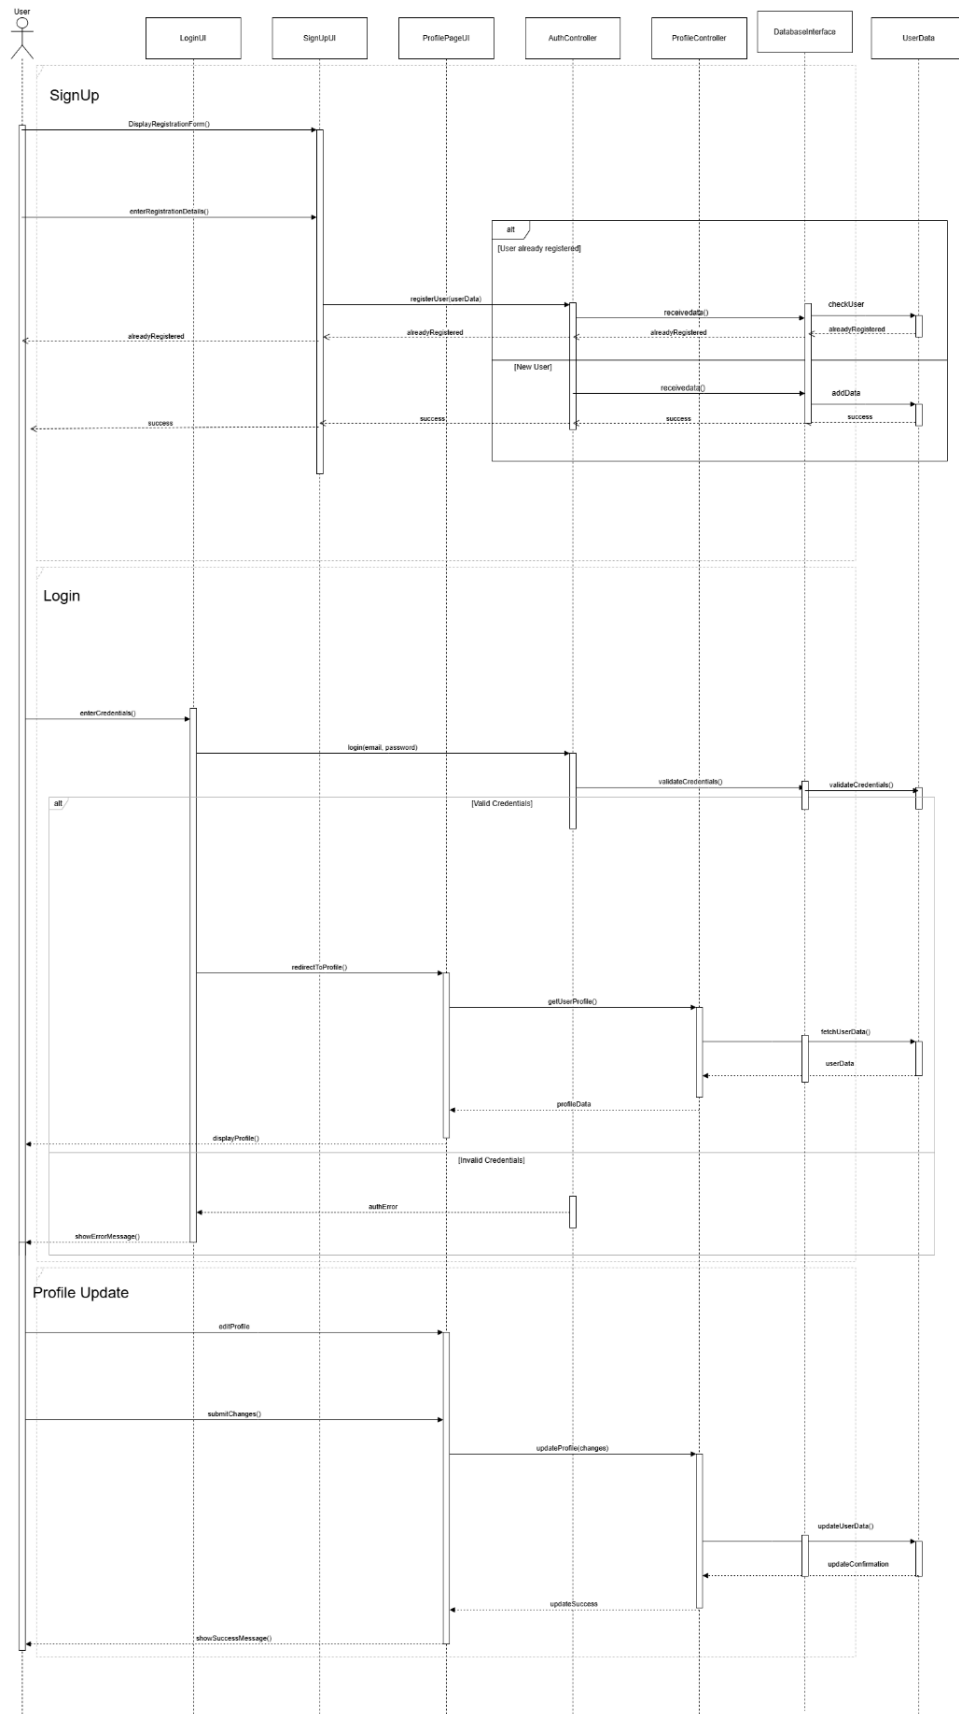 User
LoginUI
SignUpUI
ProfilePageUI
AuthController
ProfileController
DatabaseInterface
UserData
SignUp
DisplayRegistrationForm()
enterRegistrationDetails()
alt
[User already registered]
registerUser(userData)
receivedata()
checkUser
alreadyRegistered
alreadyRegistered
alreadyRegistered
alreadyRegistered
[New User]
receivedata()
addData
success
success
success
success
Login
enterCredentials()
login(email, password)
validateCredentials()
validateCredentials()
alt
[Valid Credentials]
redirectToProfile()
getUserProfile()
fetchUserData()
userData
profileData
displayProfile()
[Invalid Credentials]
authError
showErrorMessage()
Profile Update
editProfile
submitChanges()
updateProfile(changes)
updateUserData()
updateConfirmation
updateSuccess
showSuccessMessage()